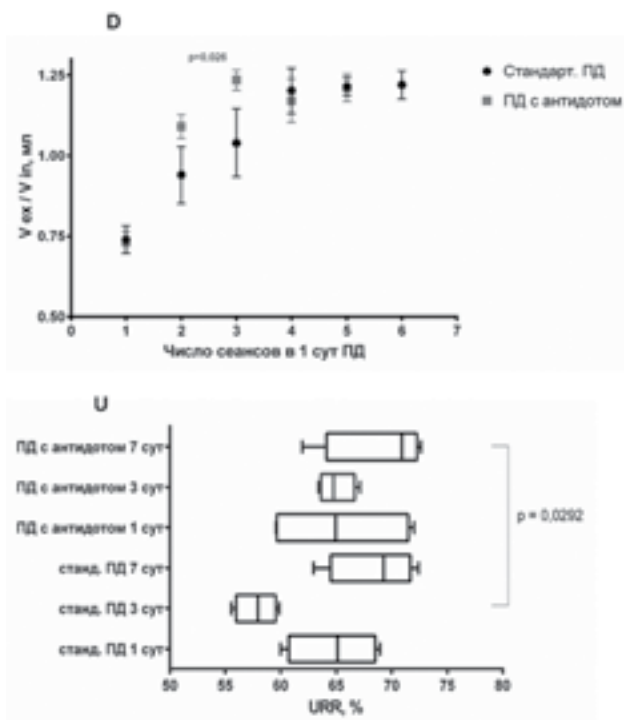 D
p=0,026
1.25
1.00
0.75
0.50
V ex / V in, мл
0 1 2 3 4 5 6 7
Число сеансов в 1 сут ПД
Стандарт. ПД
ПД с антидотом
U
ПД с антидотом 7 сут
ПД с антидотом 3 сут
ПД с антидотом 1 сут
станд. ПД 7 сут
станд. ПД 3 сут
станд. ПД 1 сут
p = 0,0292
50 55 60 65 70 75 80
URR, %